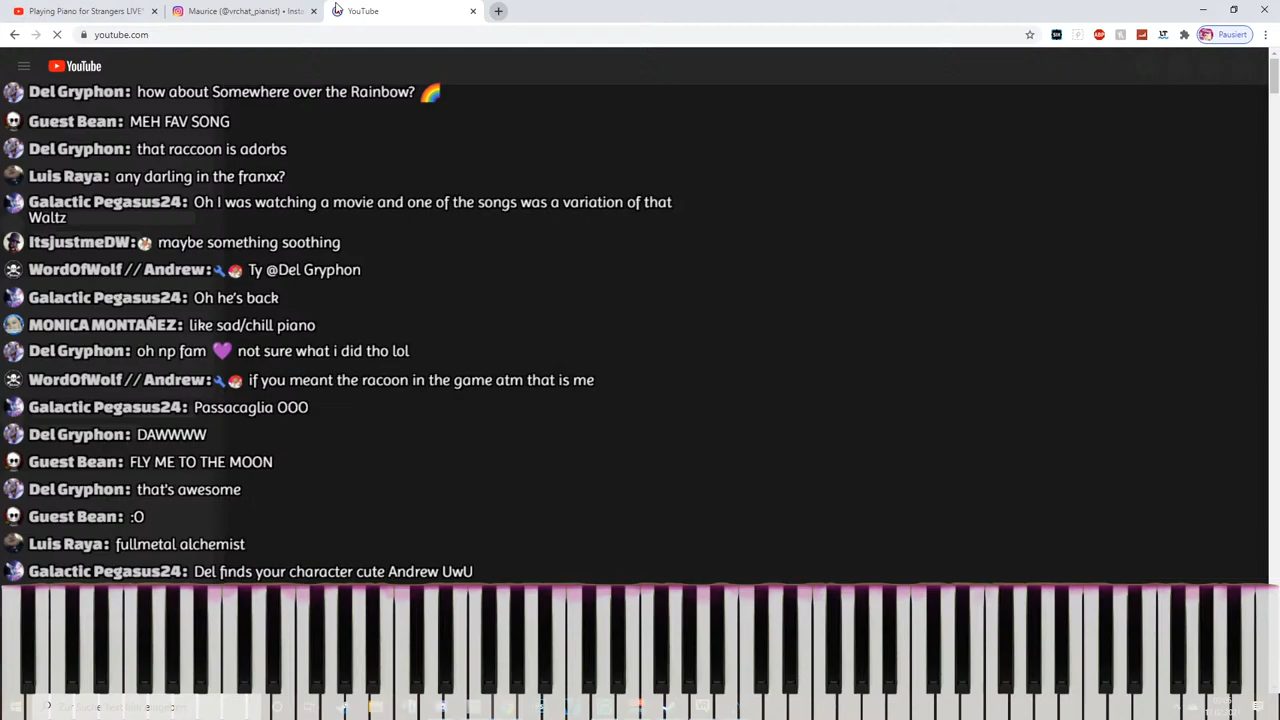 Playing Piano for Strangers LIVE'
Maurice (@vrchat_pianist) • Insta
YouTube
youtube.com
Pausiert
YouTube
Del Gryphon: how about Somewhere over the Rainbow? 🌈
Guest Bean: MEH FAV SONG
Del Gryphon: that raccoon is adorbs
Luis Raya: any darling in the franxx?
Galactic Pegasus24: Oh I was watching a movie and one of the songs was a variation of that
Waltz
ItsjustmeDW: maybe something soothing
WordOfWolf // Andrew: Ty @Del Gryphon
Galactic Pegasus24: Oh he's back
MONICA MONTAÑEZ: like sad/chill piano
Del Gryphon: oh np fam 💜 not sure what i did tho lol
WordOfWolf // Andrew: if you meant the racoon in the game atm that is me
Galactic Pegasus24: Passacaglia OOO
Del Gryphon: DAWWWW
Guest Bean: FLY ME TO THE MOON
Del Gryphon: that's awesome
Guest Bean: :O
Luis Raya: fullmetal alchemist
Galactic Pegasus24: Del finds your character cute Andrew UwU
Zur Suche Text hier eingeben